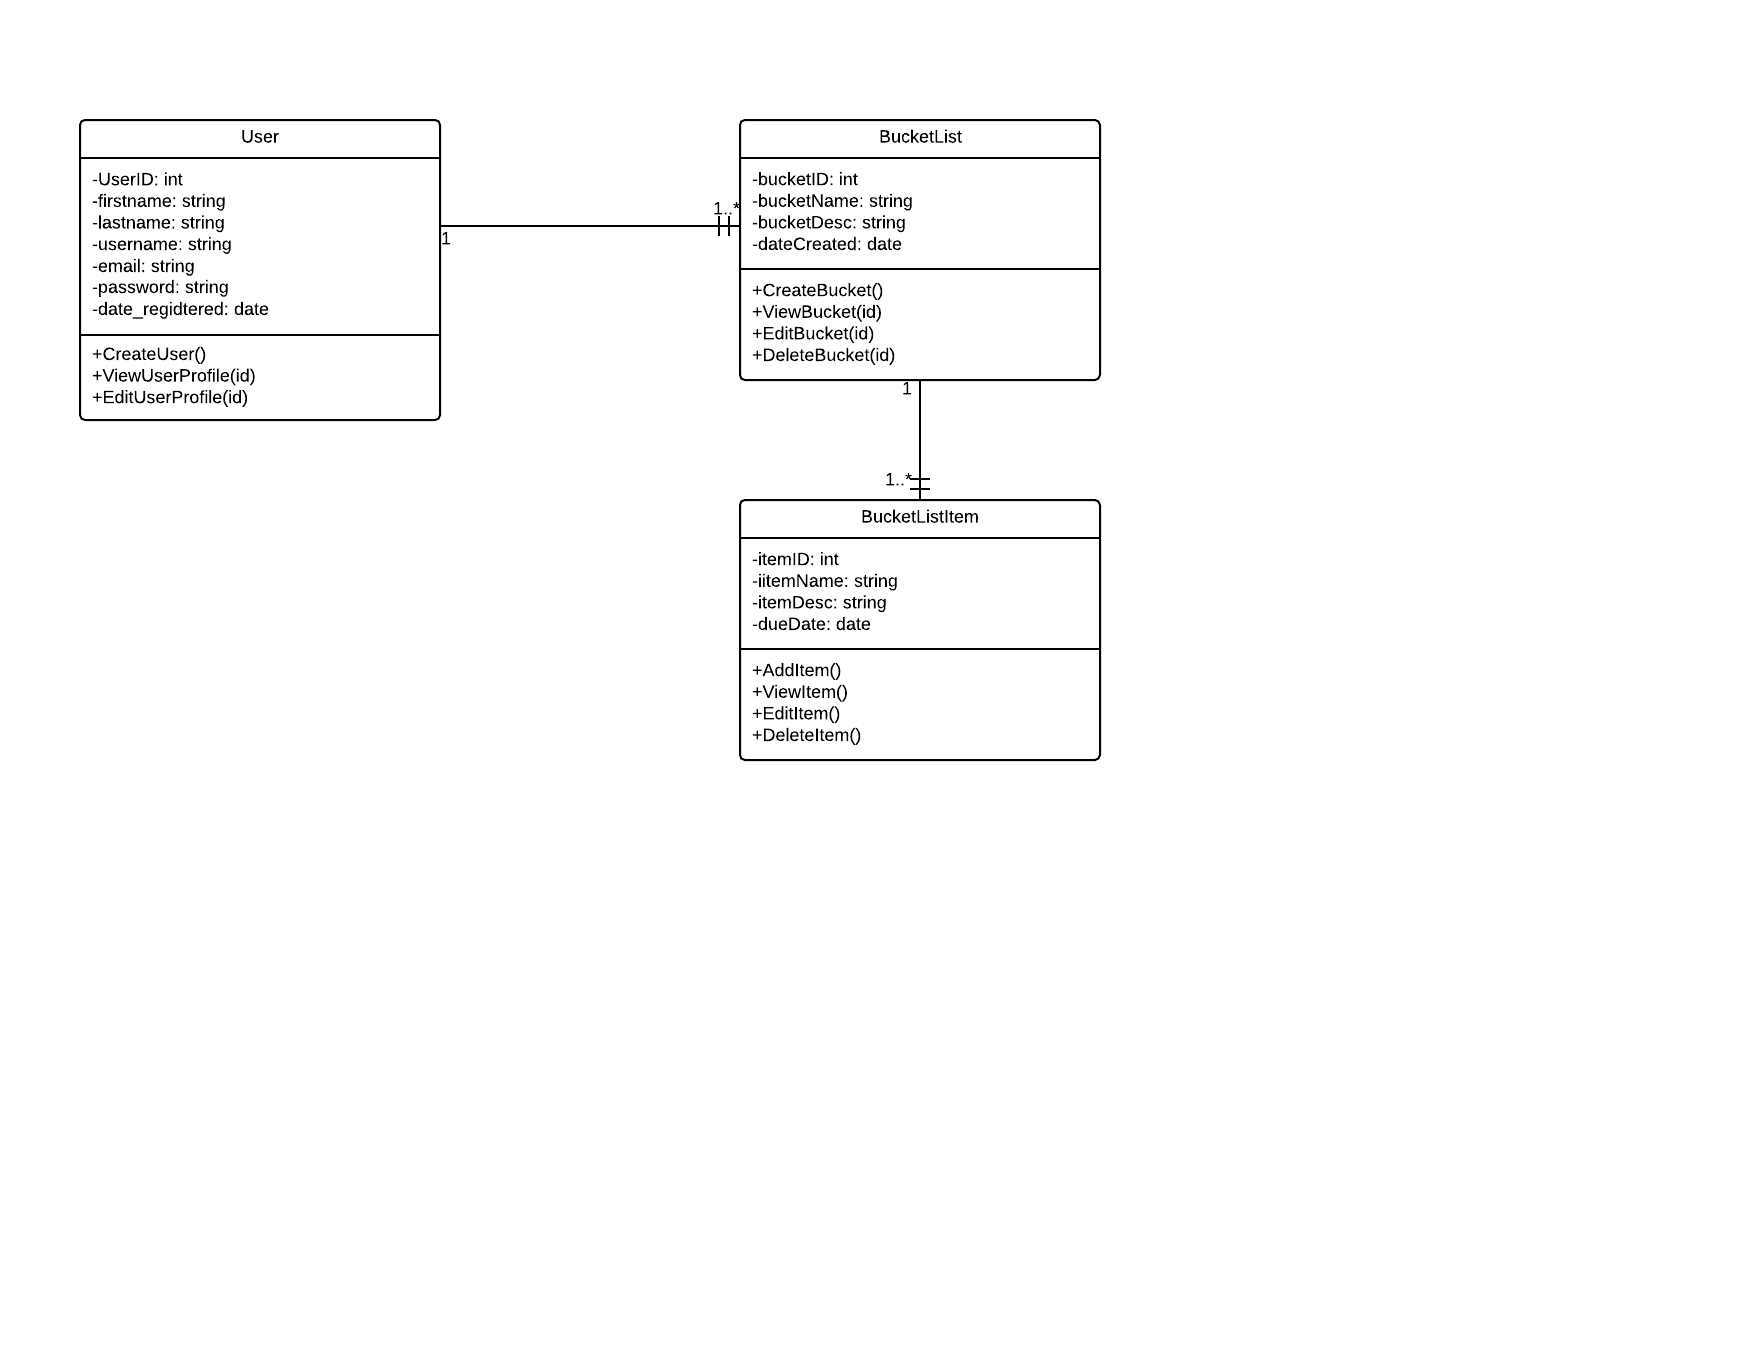 User
-UserID: int
-firstname: string
-lastname: string
-username: string
-email: string
-password: string
-date_regidtered: date
+CreateUser()
+ViewUserProfile(id)
+EditUserProfile(id)
1
1..*
BucketList
-bucketID: int
-bucketName: string
-bucketDesc: string
-dateCreated: date
+CreateBucket()
+ViewBucket(id)
+EditBucket(id)
+DeleteBucket(id)
1
1..*
BucketListItem
-itemID: int
-iitemName: string
-itemDesc: string
-dueDate: date
+AddItem()
+ViewItem()
+EditItem()
+DeleteItem()